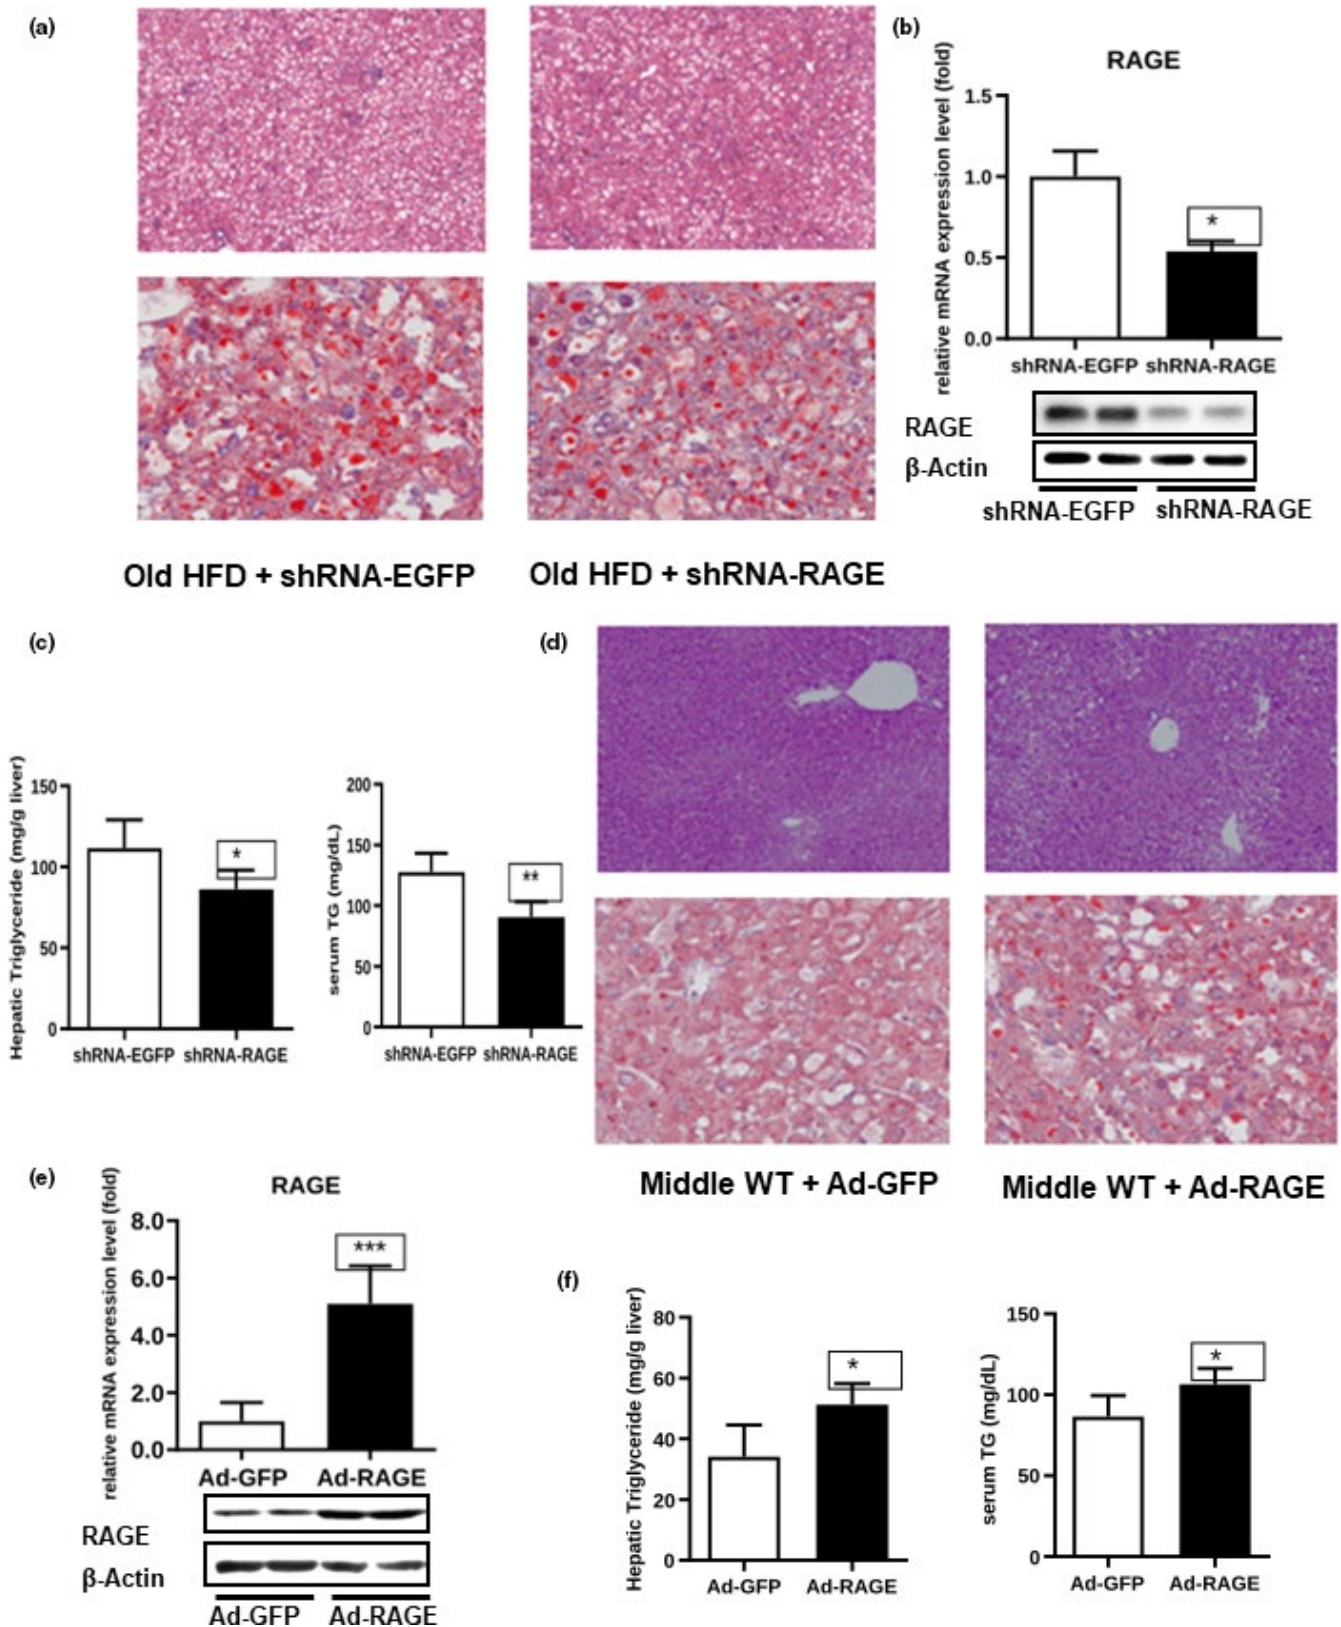 (a)
(b)
RAGE
relative mRNA expression level (fold)
1.5
1.0
0.5
0.0
*
shRNA-EGFP shRNA-RAGE
RAGE
β-Actin
shRNA-EGFP shRNA-RAGE
Old HFD + shRNA-EGFP
Old HFD + shRNA-RAGE
(c)
Hepatic Triglyceride (mg/g liver)
150
100
50
0
*
shRNA-EGFP shRNA-RAGE
serum TG (mg/dL)
200
150
100
50
0
**
shRNA-EGFP shRNA-RAGE
(d)
Middle WT + Ad-GFP
Middle WT + Ad-RAGE
(e)
RAGE
relative mRNA expression level (fold)
8.0
6.0
4.0
2.0
0.0
***
Ad-GFP Ad-RAGE
RAGE
β-Actin
Ad-GFP Ad-RAGE
(f)
Hepatic Triglyceride (mg/g liver)
80
60
40
20
0
*
Ad-GFP Ad-RAGE
serum TG (mg/dL)
150
100
50
0
*
Ad-GFP Ad-RAGE